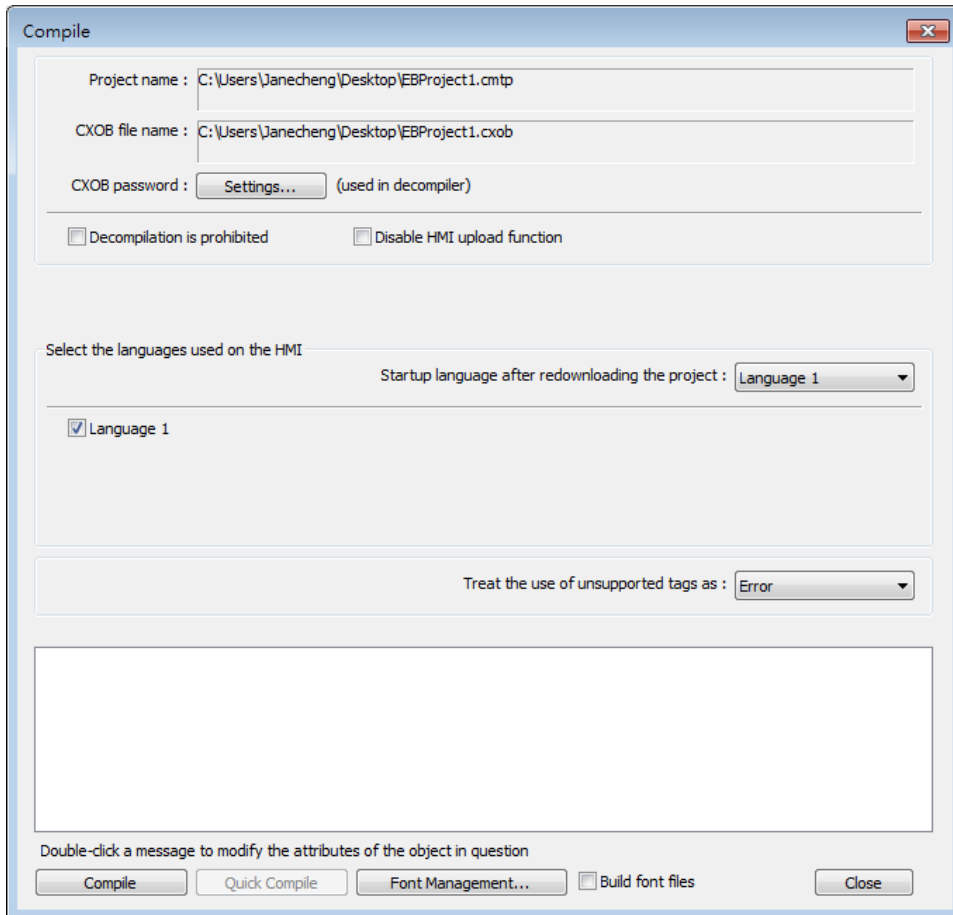 Compile
Project name : C:\Users\Janecheng\Desktop\EBProject1.cmtp
CXOB file name : C:\Users\Janecheng\Desktop\EBProject1.cxob
CXOB password : Settings... (used in decompiler)
Decompilation is prohibited Disable HMI upload function
Select the languages used on the HMI
Startup language after redownloading the project : Language 1
Language 1
Treat the use of unsupported tags as : Error
Double-click a message to modify the attributes of the object in question
Compile Quick Compile Font Management... Build font files Close